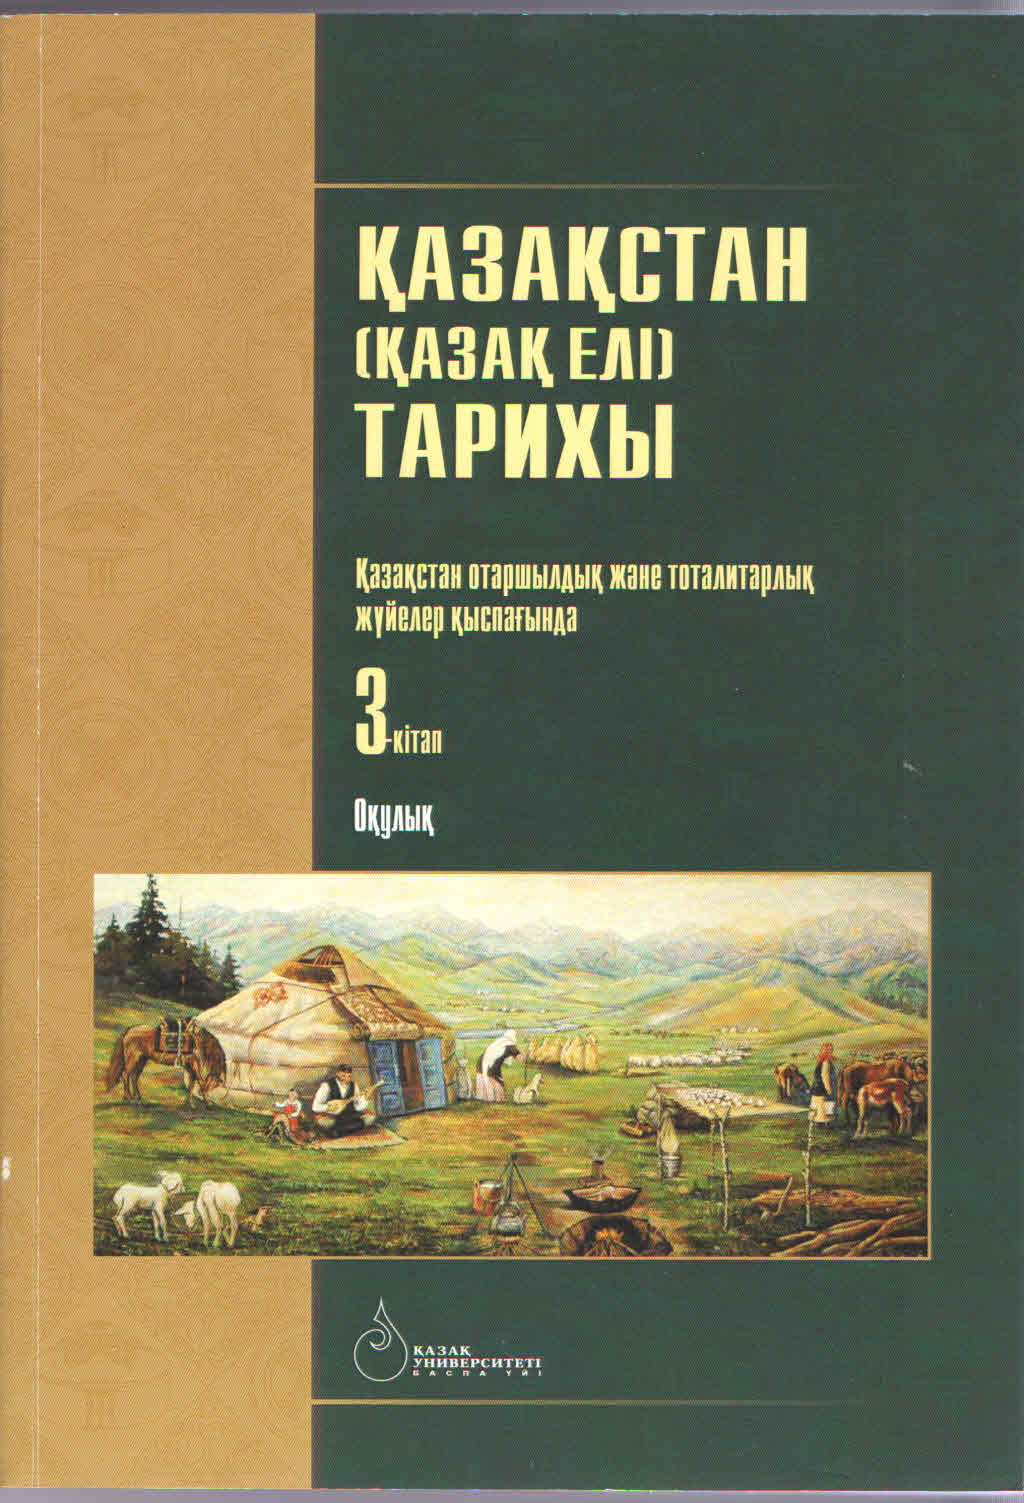 ҚАЗАҚСТАН
(ҚАЗАҚ ЕЛІ)
ТАРИХЫ
Қазақстан отаршылдық және тоталитарлық
жүйелер қыспағында
3-кітап
Оқулық
ҚАЗАҚ
УНИВЕРСИТЕТІ
БАСПА ҮЙІ